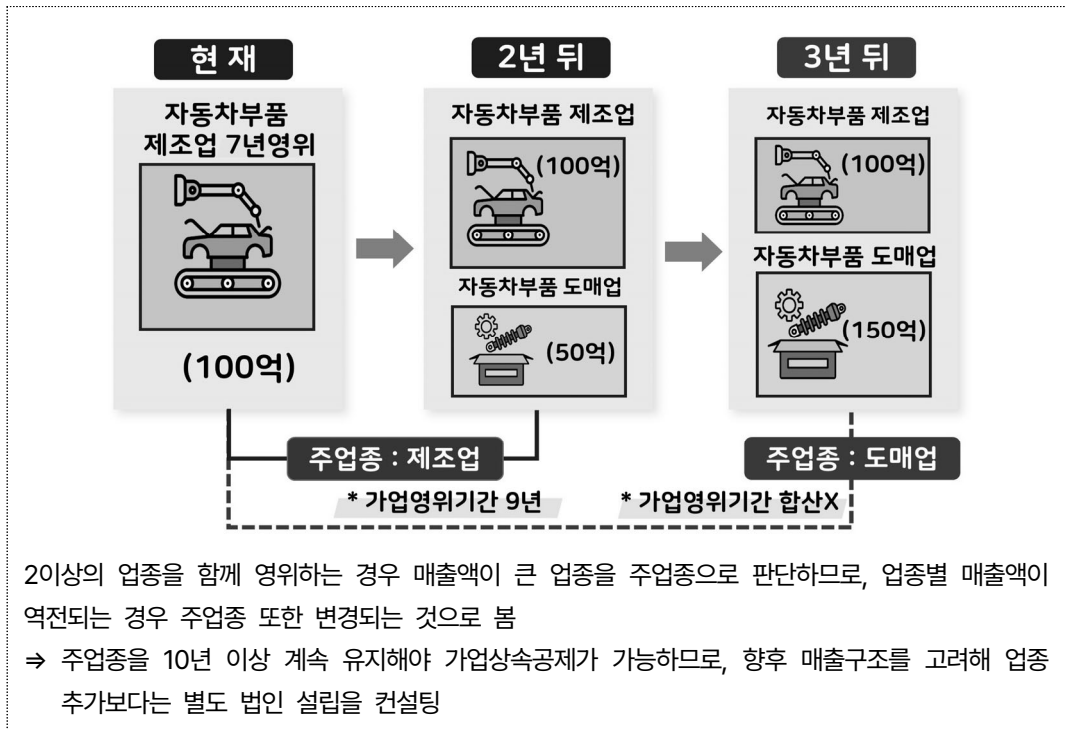 현 재
자동차부품
제조업 7년영위
(100억)
2년 뒤
자동차부품 제조업
(100억)
자동차부품 도매업
(50억)
3년 뒤
자동차부품 제조업
(100억)
자동차부품 도매업
(150억)
주업종 : 제조업
주업종 : 도매업
* 가업영위기간 9년
* 가업영위기간 합산X
2이상의 업종을 함께 영위하는 경우 매출액이 큰 업종을 주업종으로 판단하므로, 업종별 매출액이
역전되는 경우 주업종 또한 변경되는 것으로 봄
⇒ 주업종을 10년 이상 계속 유지해야 가업상속공제가 가능하므로, 향후 매출구조를 고려해 업종
추가보다는 별도 법인 설립을 컨설팅